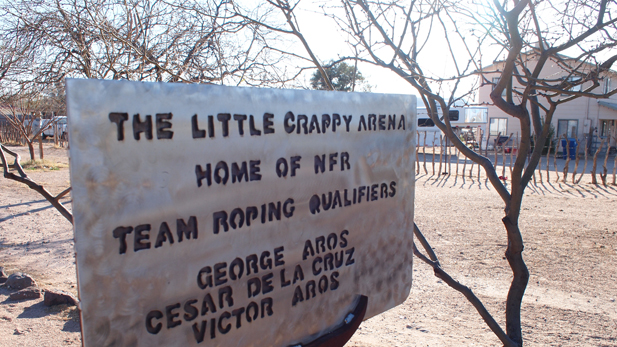 THE LITTLE CRAPPY ARENA
HOME OF NFR
TEAM ROPING QUALIFIERS
GEORGE AROS
CESAR DE LA CRUZ
VICTOR AROS